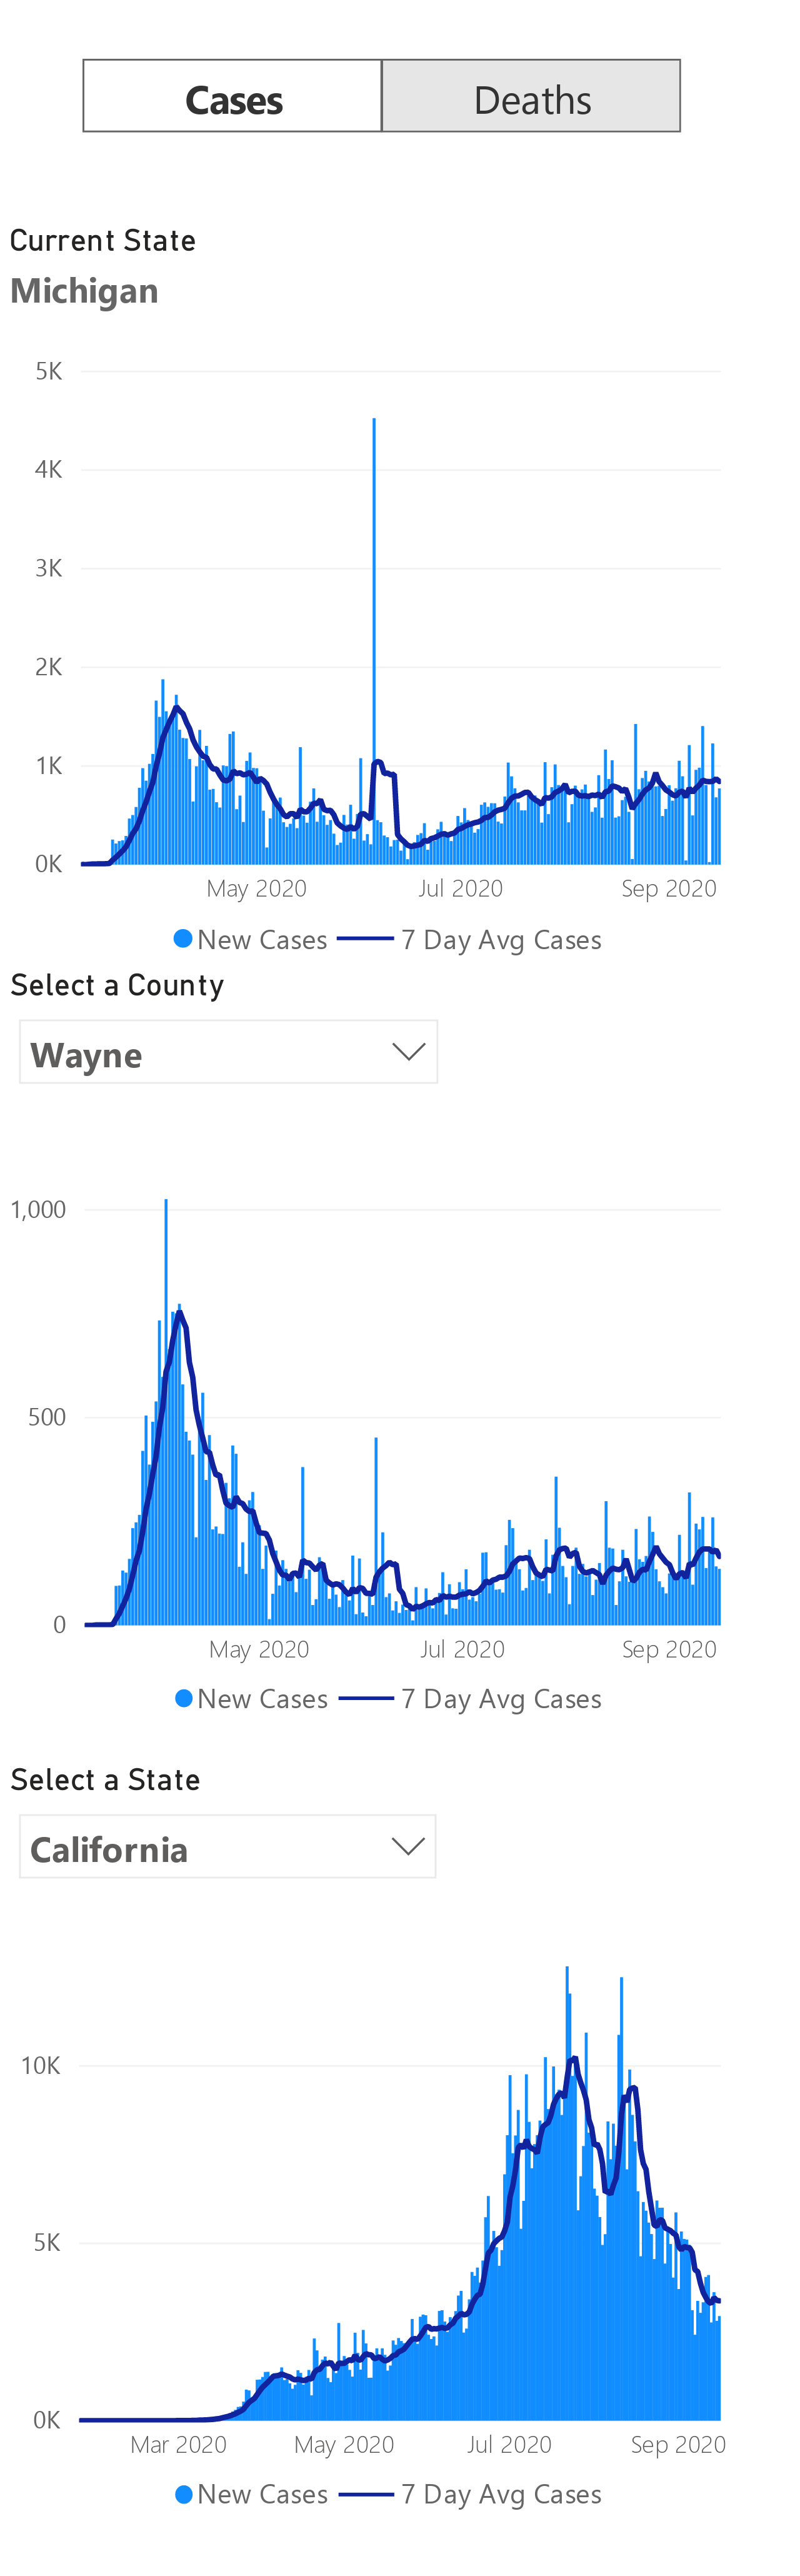 Cases Deaths
Current State
Michigan
5K
4K
3K
2K
1K
0K
May 2020 Jul 2020 Sep 2020
New Cases 7 Day Avg Cases
Select a County
Wayne
1,000
500
0
May 2020 Jul 2020 Sep 2020
New Cases 7 Day Avg Cases
Select a State
California
10K
5K
0K
Mar 2020 May 2020 Jul 2020 Sep 2020
New Cases 7 Day Avg Cases